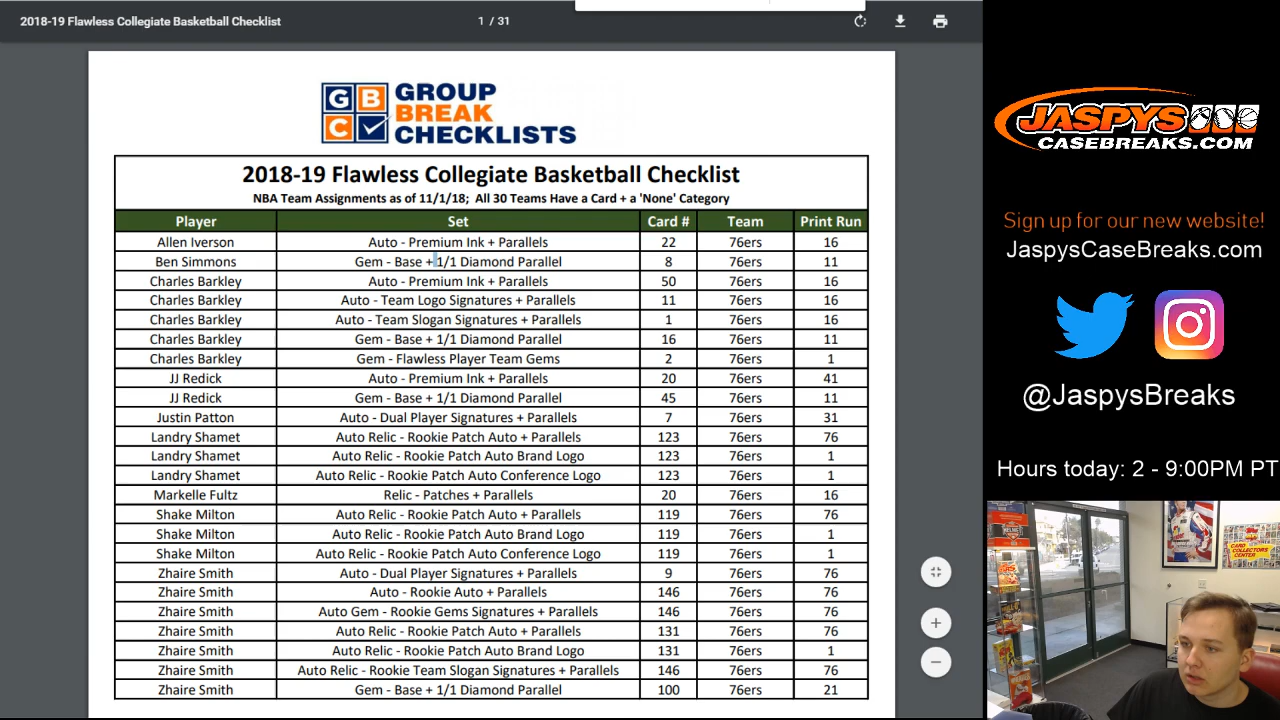 2018-19 Flawless Collegiate Basketball Checklist
1 / 31
GBC GROUP
BREAK
CHECKLISTS
2018-19 Flawless Collegiate Basketball Checklist
NBA Team Assignments as of 11/1/18; All 30 Teams Have a Card + a 'None' Category
Player Set Card # Team Print Run
Allen Iverson Auto - Premium Ink + Parallels 22 76ers 16
Ben Simmons Gem - Base + 1/1 Diamond Parallel 8 76ers 11
Charles Barkley Auto - Premium Ink + Parallels 50 76ers 16
Charles Barkley Auto - Team Logo Signatures + Parallels 11 76ers 16
Charles Barkley Auto - Team Slogan Signatures + Parallels 1 76ers 16
Charles Barkley Gem - Base + 1/1 Diamond Parallel 16 76ers 11
Charles Barkley Gem - Flawless Player Team Gems 2 76ers 1
JJ Redick Auto - Premium Ink + Parallels 20 76ers 41
JJ Redick Gem - Base + 1/1 Diamond Parallel 45 76ers 11
Justin Patton Auto - Dual Player Signatures + Parallels 7 76ers 31
Landry Shamet Auto Relic - Rookie Patch Auto + Parallels 123 76ers 76
Landry Shamet Auto Relic - Rookie Patch Auto Brand Logo 123 76ers 1
Landry Shamet Auto Relic - Rookie Patch Auto Conference Logo 123 76ers 1
Markelle Fultz Relic - Patches + Parallels 20 76ers 16
Shake Milton Auto Relic - Rookie Patch Auto + Parallels 119 76ers 76
Shake Milton Auto Relic - Rookie Patch Auto Brand Logo 119 76ers 1
Shake Milton Auto Relic - Rookie Patch Auto Conference Logo 119 76ers 1
Zhaire Smith Auto - Dual Player Signatures + Parallels 9 76ers 76
Zhaire Smith Auto - Rookie Auto + Parallels 146 76ers 76
Zhaire Smith Auto Gem - Rookie Gems Signatures + Parallels 146 76ers 76
Zhaire Smith Auto Relic - Rookie Patch Auto + Parallels 131 76ers 76
Zhaire Smith Auto Relic - Rookie Patch Auto Brand Logo 131 76ers 1
Zhaire Smith Auto Relic - Rookie Team Slogan Signatures + Parallels 146 76ers 76
Zhaire Smith Gem - Base + 1/1 Diamond Parallel 100 76ers 21
JASPYS
CASEBREAKS.COM
Sign up for our new website!
JaspysCaseBreaks.com
@JaspysBreaks
Hours today: 2 - 9:00PM PT
CARD
COLLECTORS
CENTER